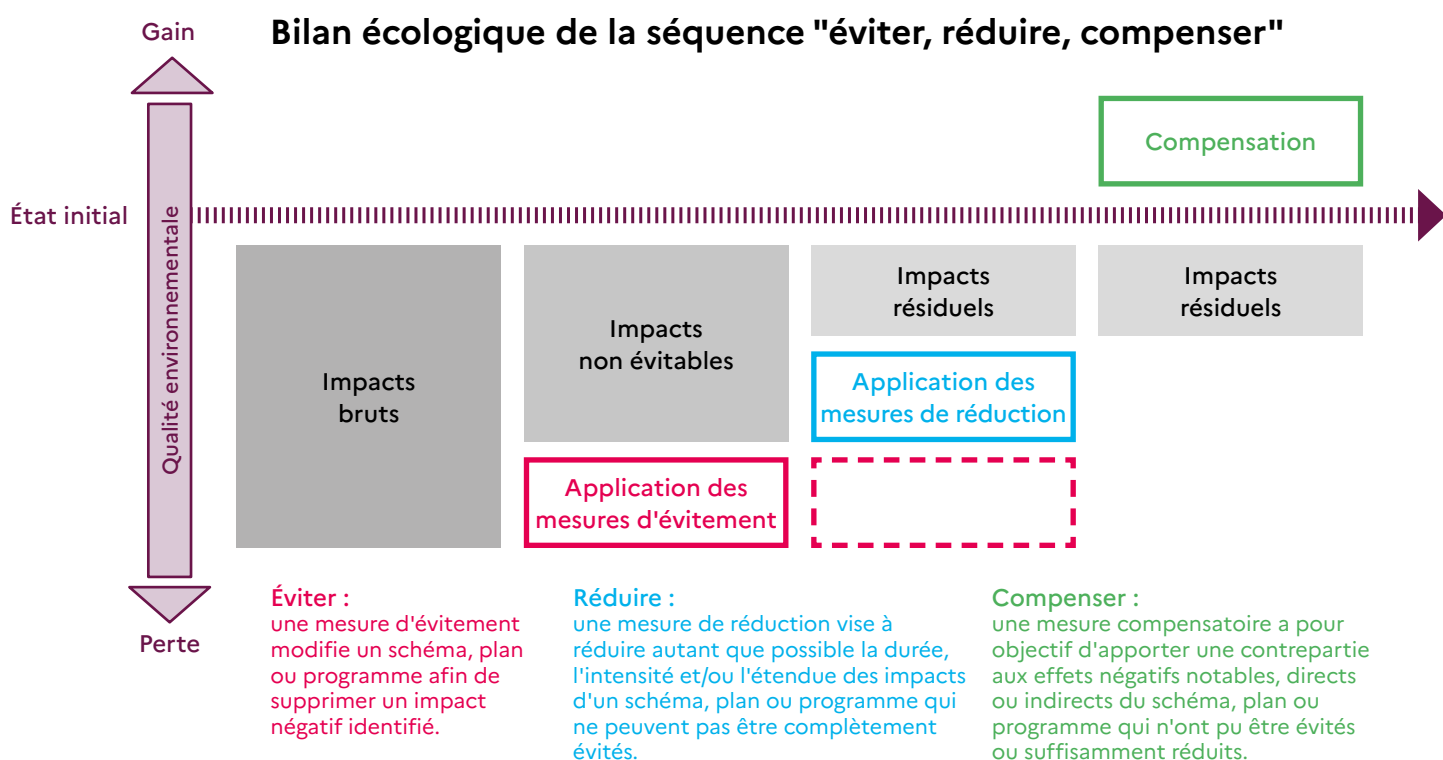 Bilan écologique de la séquence "éviter, réduire, compenser"
Gain
Compensation
État initial
Qualité environnementale
Impacts
bruts
Impacts
non évitables
Impacts
résiduels
Impacts
résiduels
Application des
mesures de réduction
Application des
mesures d'évitement
Perte
Éviter :
une mesure d'évitement
modifie un schéma, plan
ou programme afin de
supprimer un impact
négatif identifié.
Réduire :
une mesure de réduction vise à
réduire autant que possible la durée,
l'intensité et/ou l'étendue des impacts
d'un schéma, plan ou programme qui
ne peuvent pas être complètement
évités.
Compenser :
une mesure compensatoire a pour
objectif d'apporter une contrepartie
aux effets négatifs notables, directs
ou indirects du schéma, plan ou
programme qui n'ont pu être évités
ou suffisamment réduits.